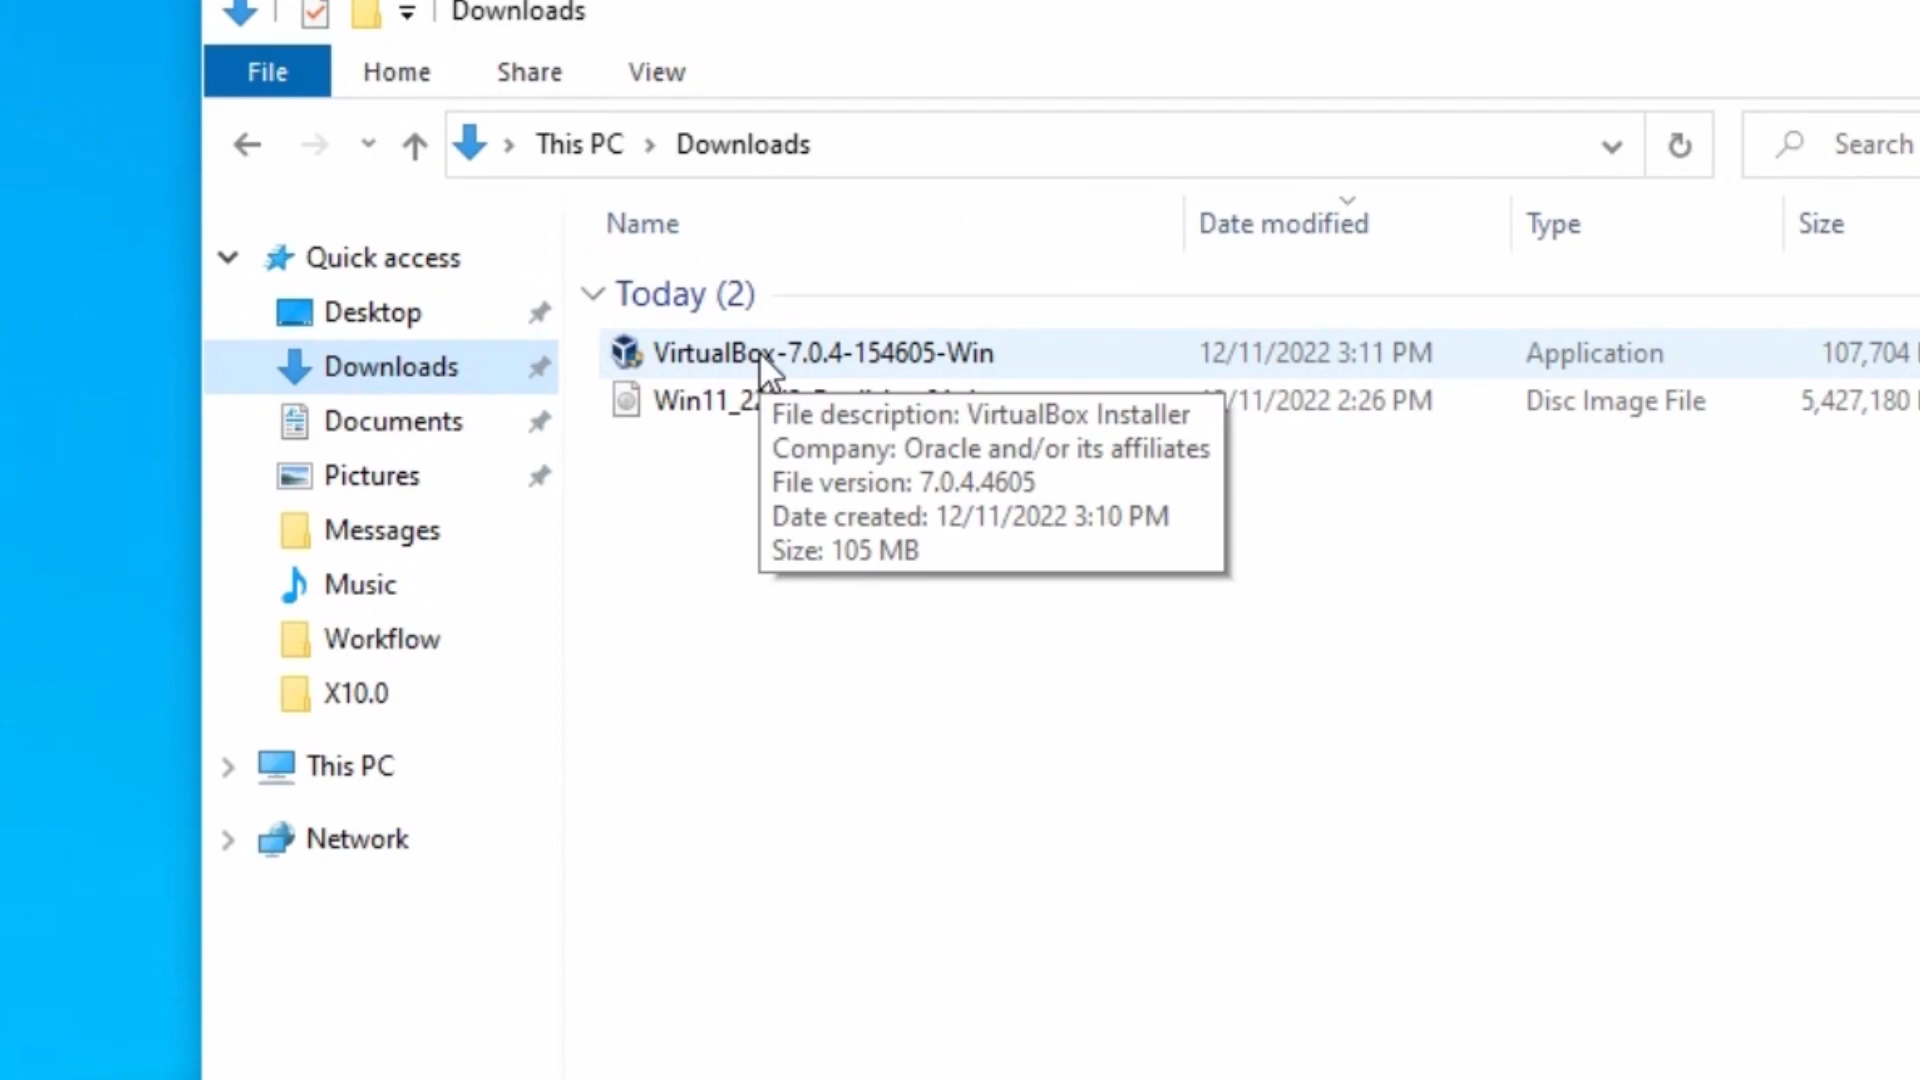 Downloads
File Home Share View
This PC Downloads
Search
Name Date modified Type Size
Quick access
Desktop
Downloads
Documents
Pictures
Messages
Music
Workflow
X10.0
This PC
Network
Today (2)
VirtualBox-7.0.4-154605-Win 12/11/2022 3:11 PM Application 107,704
Win11_22 /11/2022 2:26 PM Disc Image File 5,427,180
File description: VirtualBox Installer
Company: Oracle and/or its affiliates
File version: 7.0.4.4605
Date created: 12/11/2022 3:10 PM
Size: 105 MB